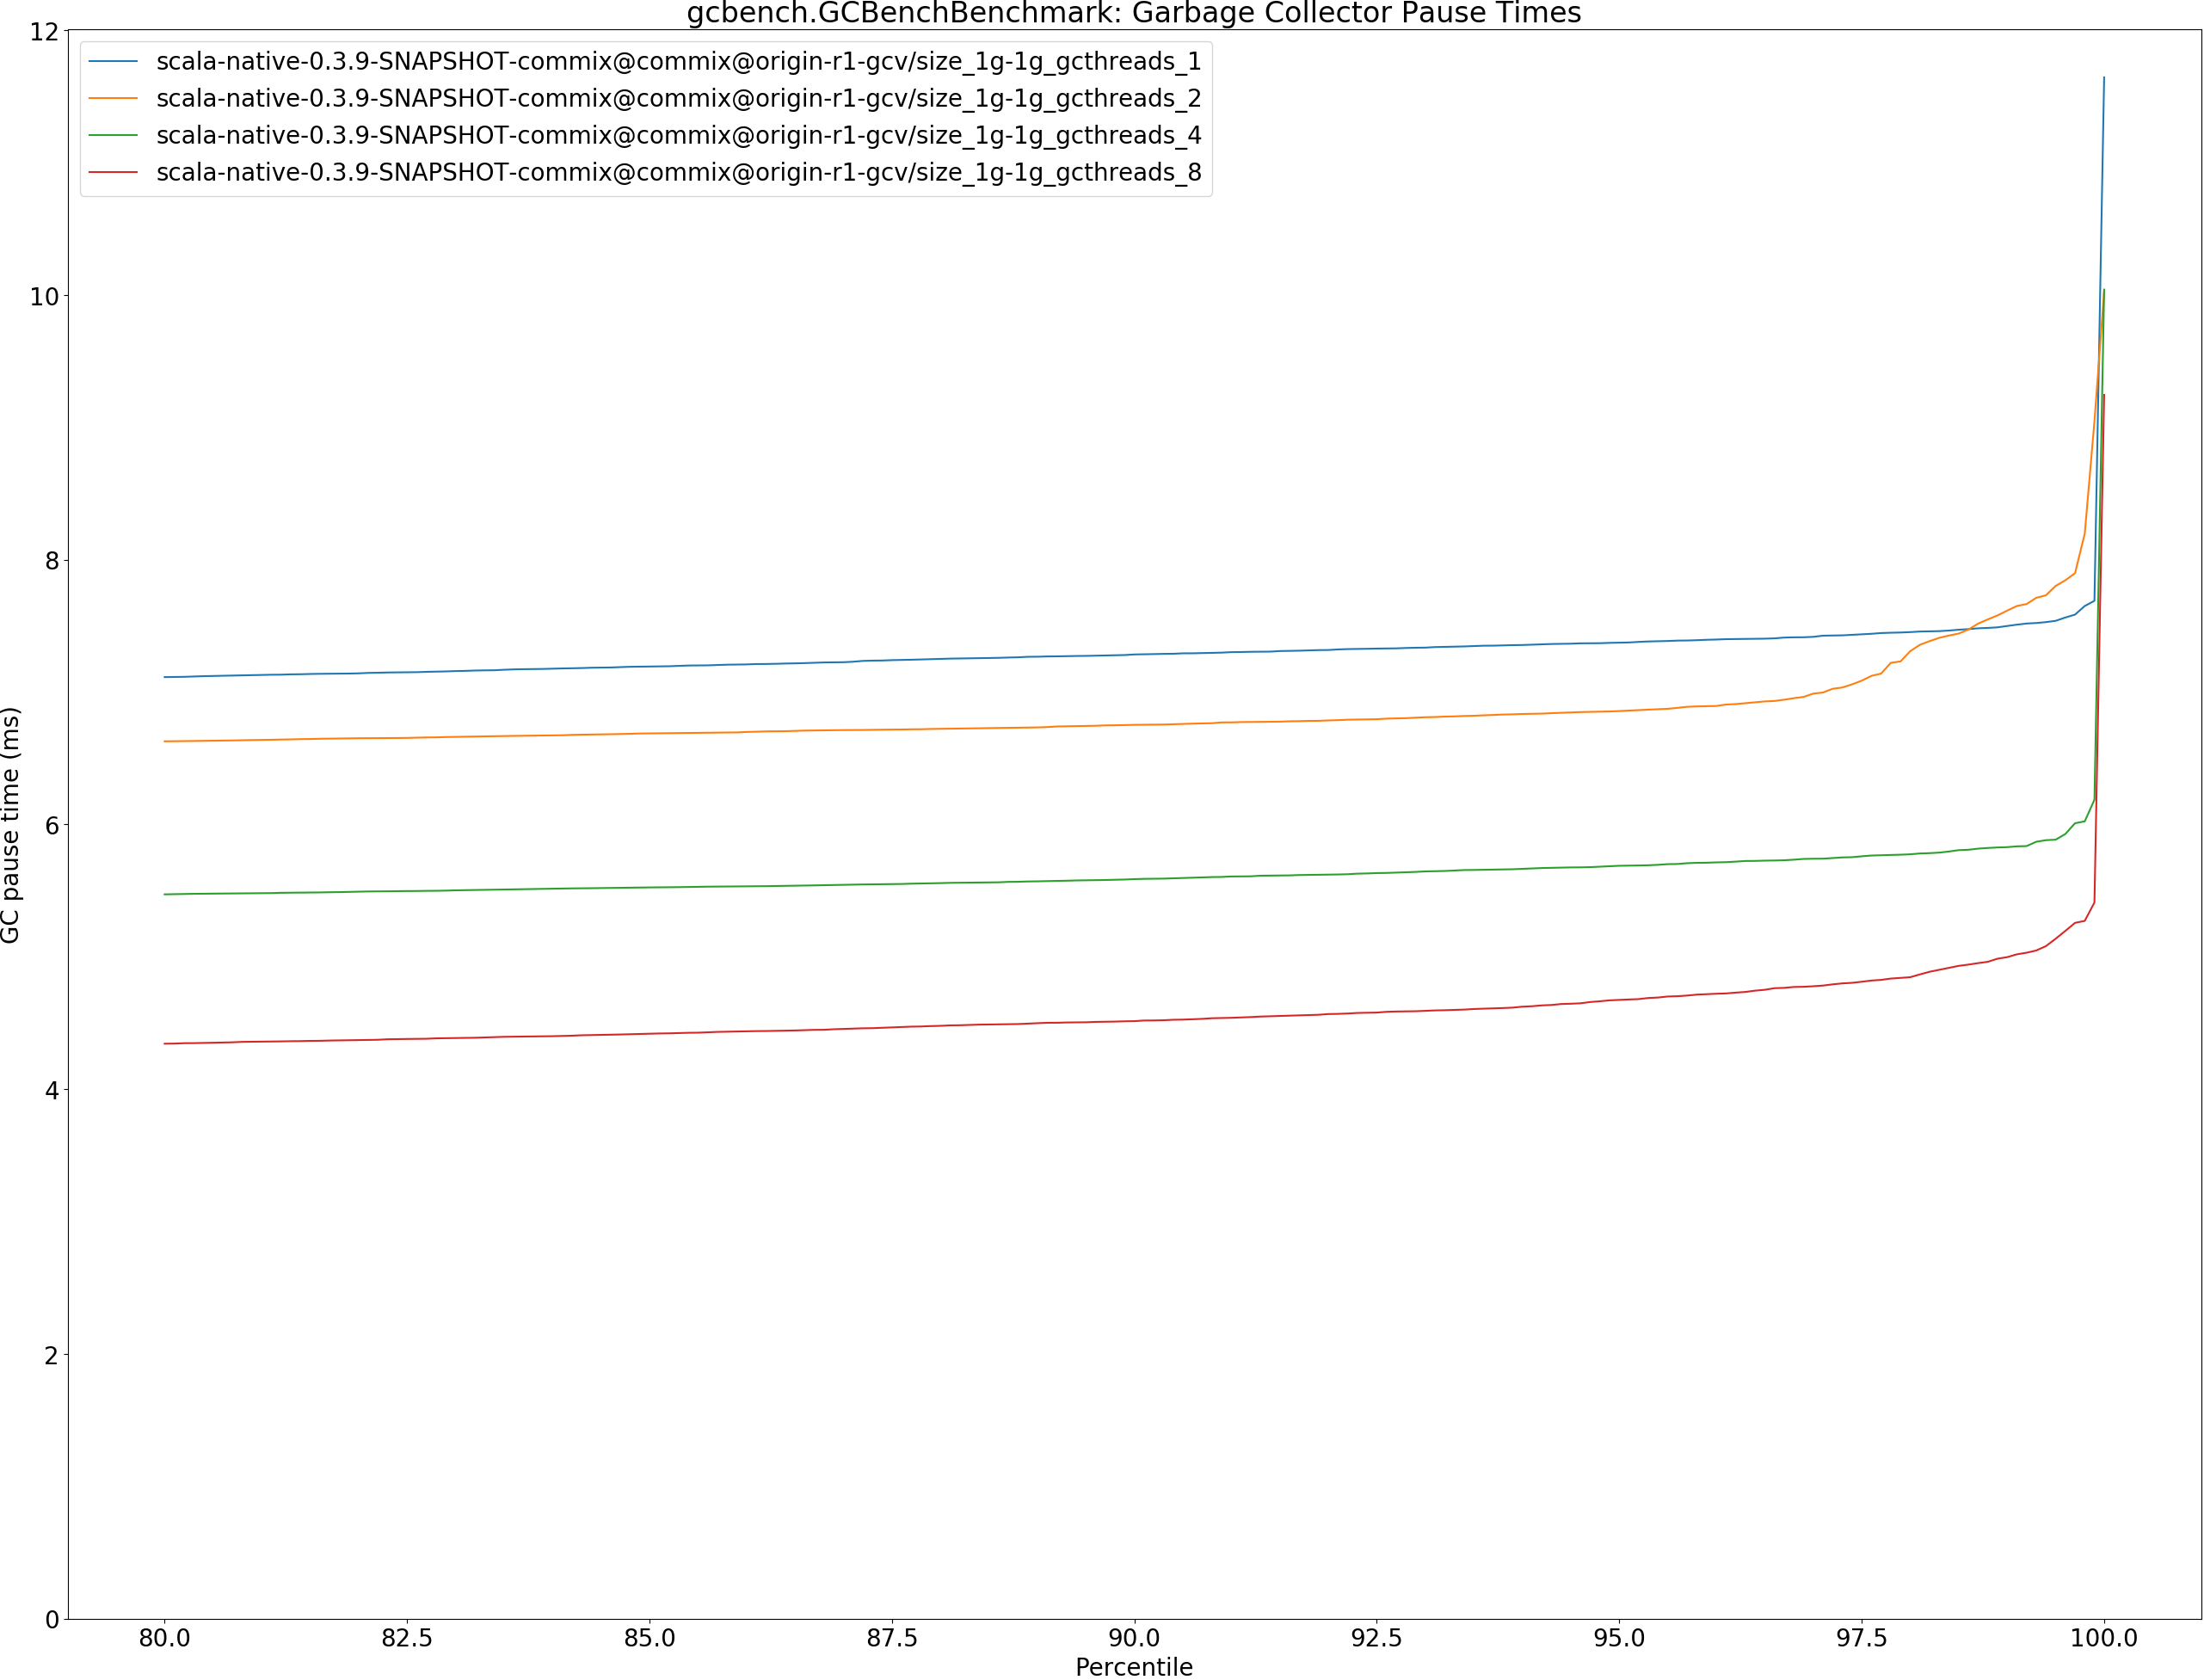 gcbench.GCBenchBenchmark: Garbage Collector Pause Times
scala-native-0.3.9-SNAPSHOT-commix@commix@origin-r1-gcv/size_1g-1g_gcthreads_1
scala-native-0.3.9-SNAPSHOT-commix@commix@origin-r1-gcv/size_1g-1g_gcthreads_2
scala-native-0.3.9-SNAPSHOT-commix@commix@origin-r1-gcv/size_1g-1g_gcthreads_4
scala-native-0.3.9-SNAPSHOT-commix@commix@origin-r1-gcv/size_1g-1g_gcthreads_8
GC pause time (ms)
12
10
8
6
4
2
0
80.0 82.5 85.0 87.5 90.0 92.5 95.0 97.5 100.0
Percentile